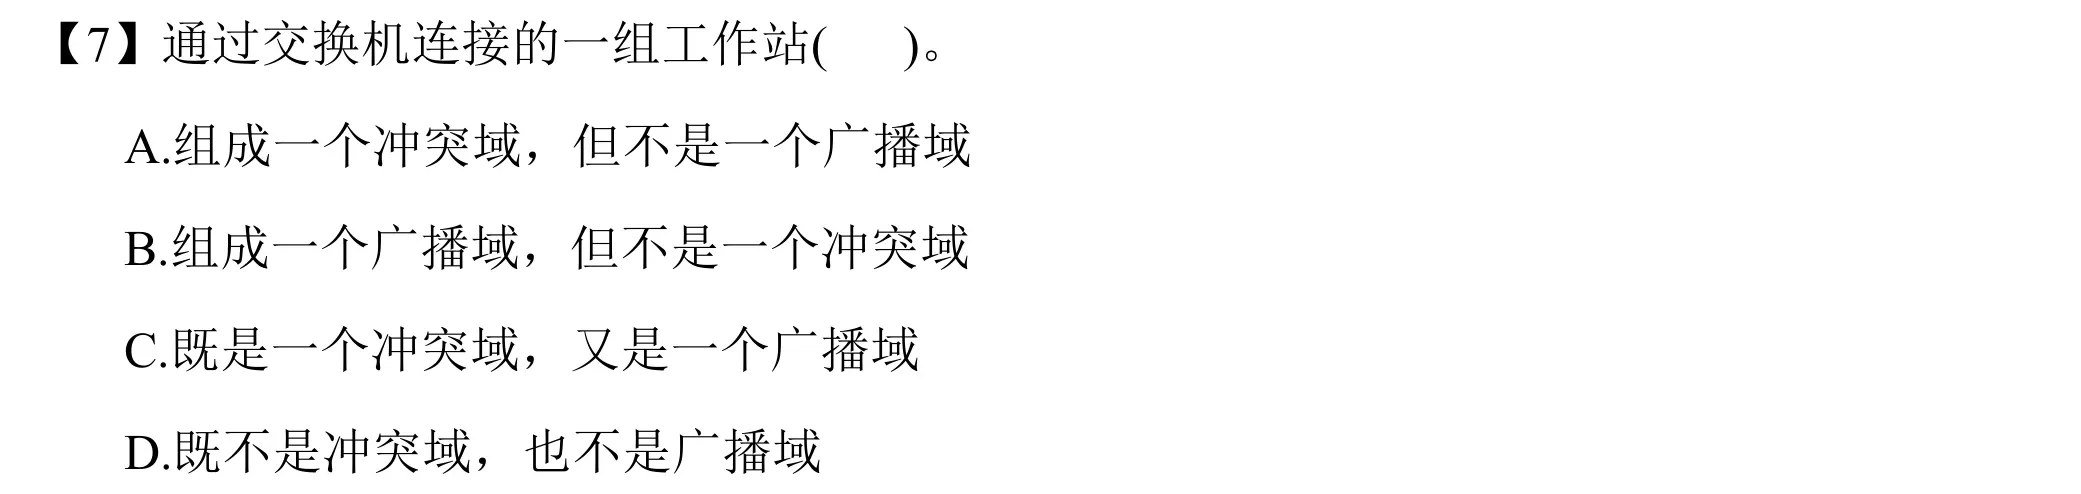 【7】通过交换机连接的一组工作站(    )。
A.组成一个冲突域，但不是一个广播域
B.组成一个广播域，但不是一个冲突域
C.既是一个冲突域，又是一个广播域
D.既不是冲突域，也不是广播域